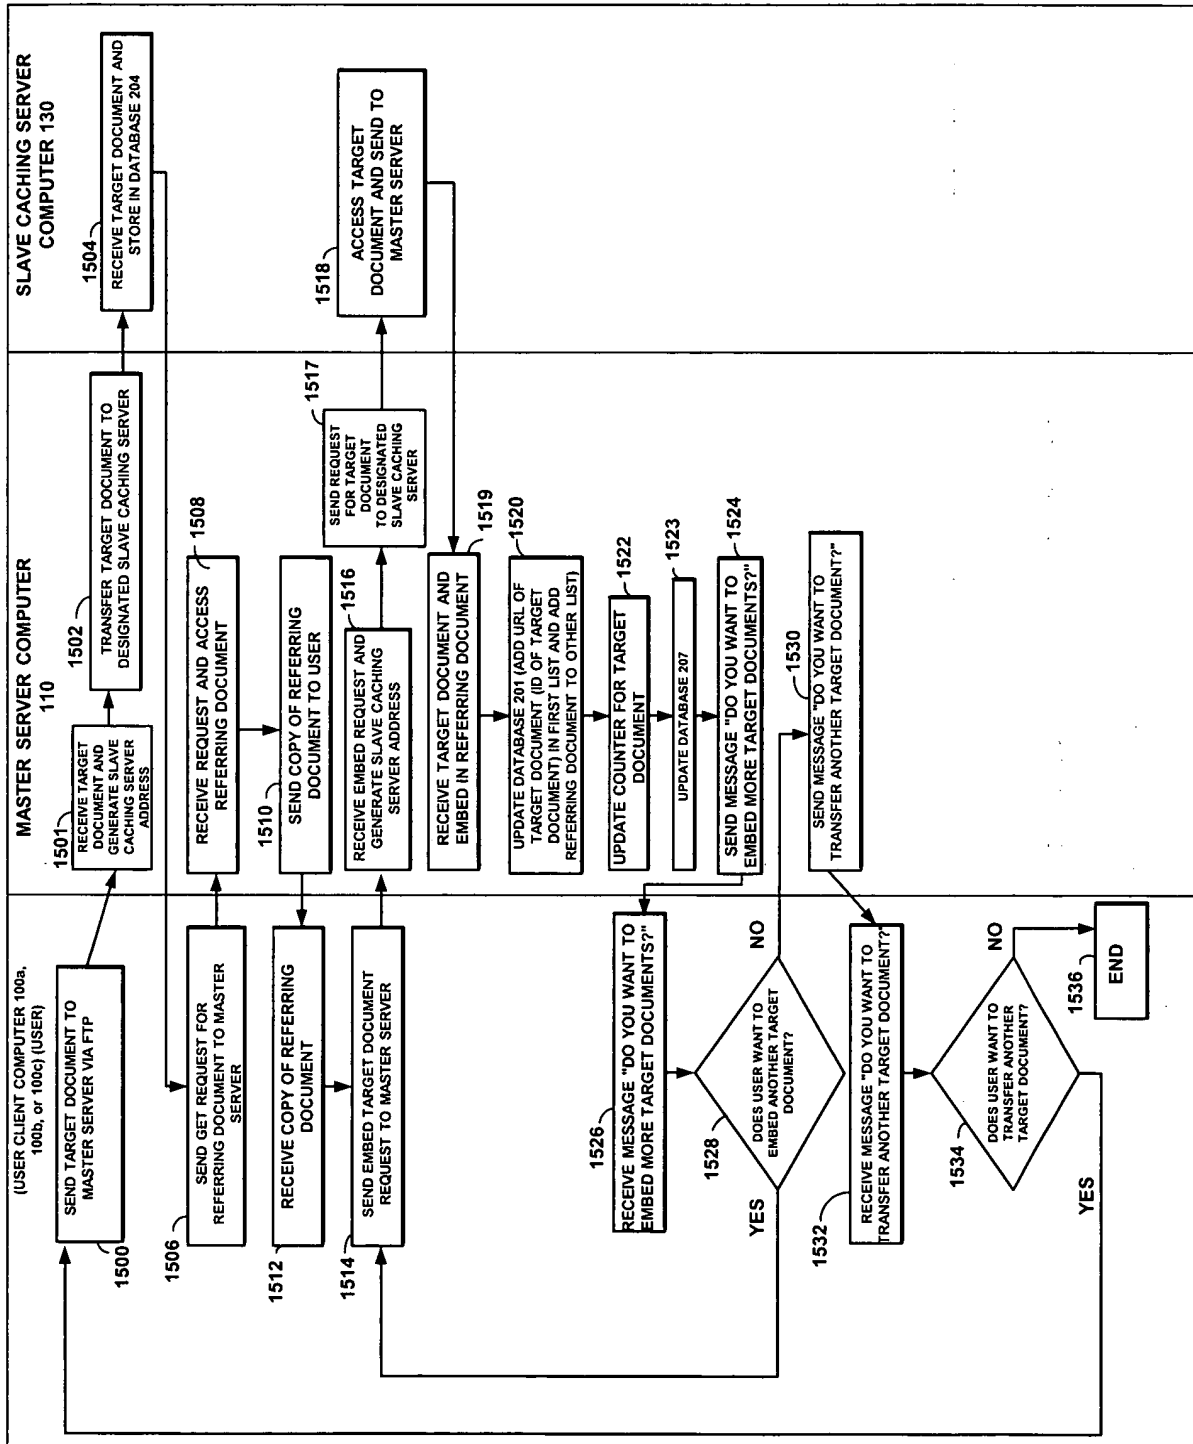 (USER CLIENT COMPUTER 100a,
100b, or 100c) (USER)
MASTER SERVER COMPUTER
110
SLAVE CACHING SERVER
COMPUTER 130
SEND TARGET DOCUMENT TO
MASTER SERVER VIA FTP
1500
1501
RECEIVE TARGET
DOCUMENT AND
GENERATE SLAVE
CACHING SERVER
ADDRESS
1502
TRANSFER TARGET DOCUMENT TO
DESIGNATED SLAVE CACHING SERVER
1504
RECEIVE TARGET DOCUMENT AND
STORE IN DATABASE 204
SEND GET REQUEST FOR
REFERRING DOCUMENT TO MASTER
SERVER
1506
1508
RECEIVE REQUEST AND ACCESS
REFERRING DOCUMENT
1510
SEND COPY OF REFERRING
DOCUMENT TO USER
RECEIVE COPY OF REFERRING
DOCUMENT
1512
SEND EMBED TARGET DOCUMENT
REQUEST TO MASTER SERVER
1514
1516
RECEIVE EMBED REQUEST AND
GENERATE SLAVE CACHING
SERVER ADDRESS
1517
SEND REQUEST
FOR TARGET
DOCUMENT
TO DESIGNATED
SLAVE CACHING
SERVER
1518
ACCESS TARGET
DOCUMENT AND SEND TO
MASTER SERVER
1519
RECEIVE TARGET DOCUMENT AND
EMBED IN REFERRING DOCUMENT
1520
UPDATE DATABASE 201 (ADD URL OF
TARGET DOCUMENT (ID OF TARGET
DOCUMENT) IN FIRST LIST AND ADD
REFERRING DOCUMENT TO OTHER LIST)
1522
UPDATE COUNTER FOR TARGET
DOCUMENT
1523
UPDATE DATABASE 207
1524
SEND MESSAGE "DO YOU WANT TO
EMBED MORE TARGET DOCUMENTS?"
1526
RECEIVE MESSAGE "DO YOU WANT TO
EMBED MORE TARGET DOCUMENTS?"
1528
DOES USER WANT TO
EMBED ANOTHER TARGET
DOCUMENT?
YES
NO
1530
SEND MESSAGE "DO YOU WANT TO
TRANSFER ANOTHER TARGET DOCUMENT?"
1532
RECEIVE MESSAGE "DO YOU WANT TO
TRANSFER ANOTHER TARGET DOCUMENT?"
1534
DOES USER WANT TO
TRANSFER ANOTHER
TARGET DOCUMENT?
YES
NO
1536
END